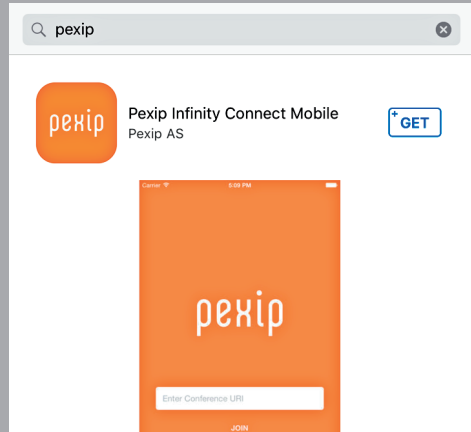 pexip
pexip
Pexip Infinity Connect Mobile
Pexip AS
+GET
Carrier 5:09 PM
pexip
Enter Conference URI
JOIN